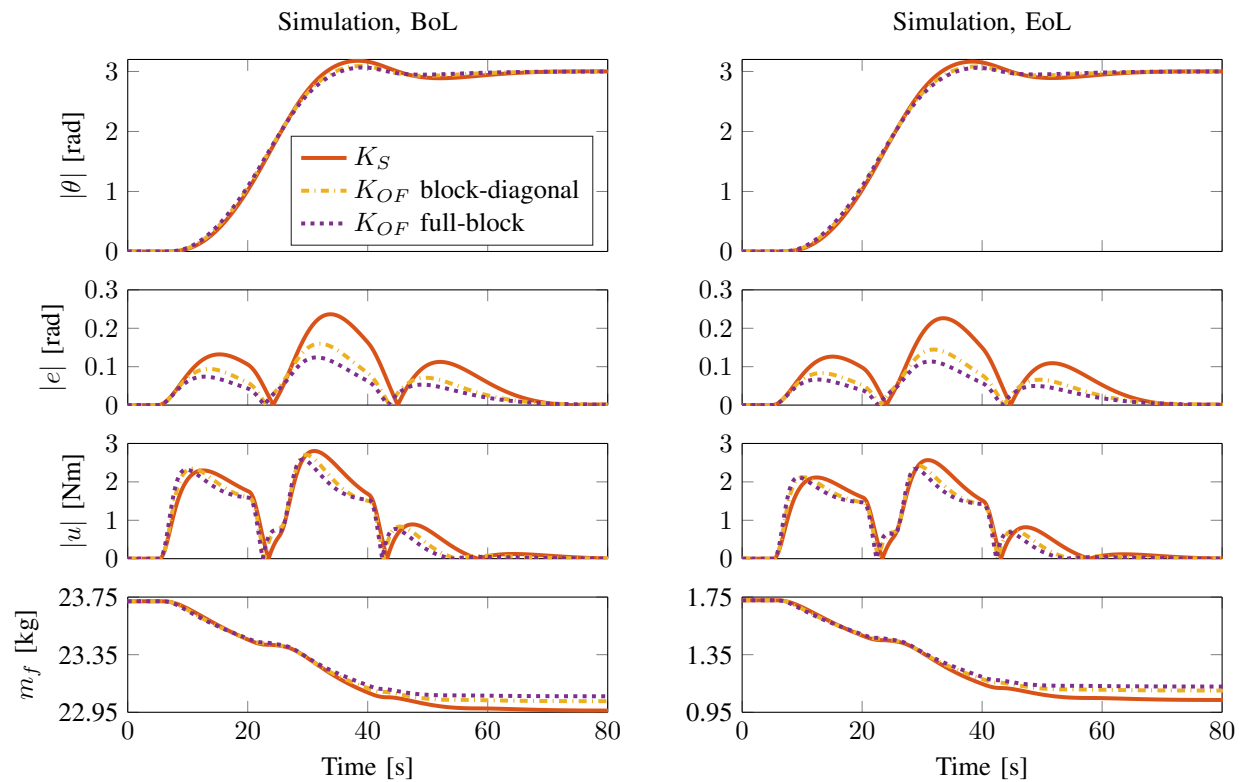 Simulation, BoL
Simulation, EoL
|θ| [rad]
3
2
1
0
K_S
K_OF block-diagonal
K_OF full-block
3
2
1
0
|e| [rad]
0.3
0.2
0.1
0
0.3
0.2
0.1
0
|u| [Nm]
3
2
1
0
3
2
1
0
m_f [kg]
23.75
23.35
22.95
1.75
1.35
0.95
0 20 40 60 80
0 20 40 60 80
Time [s]
Time [s]